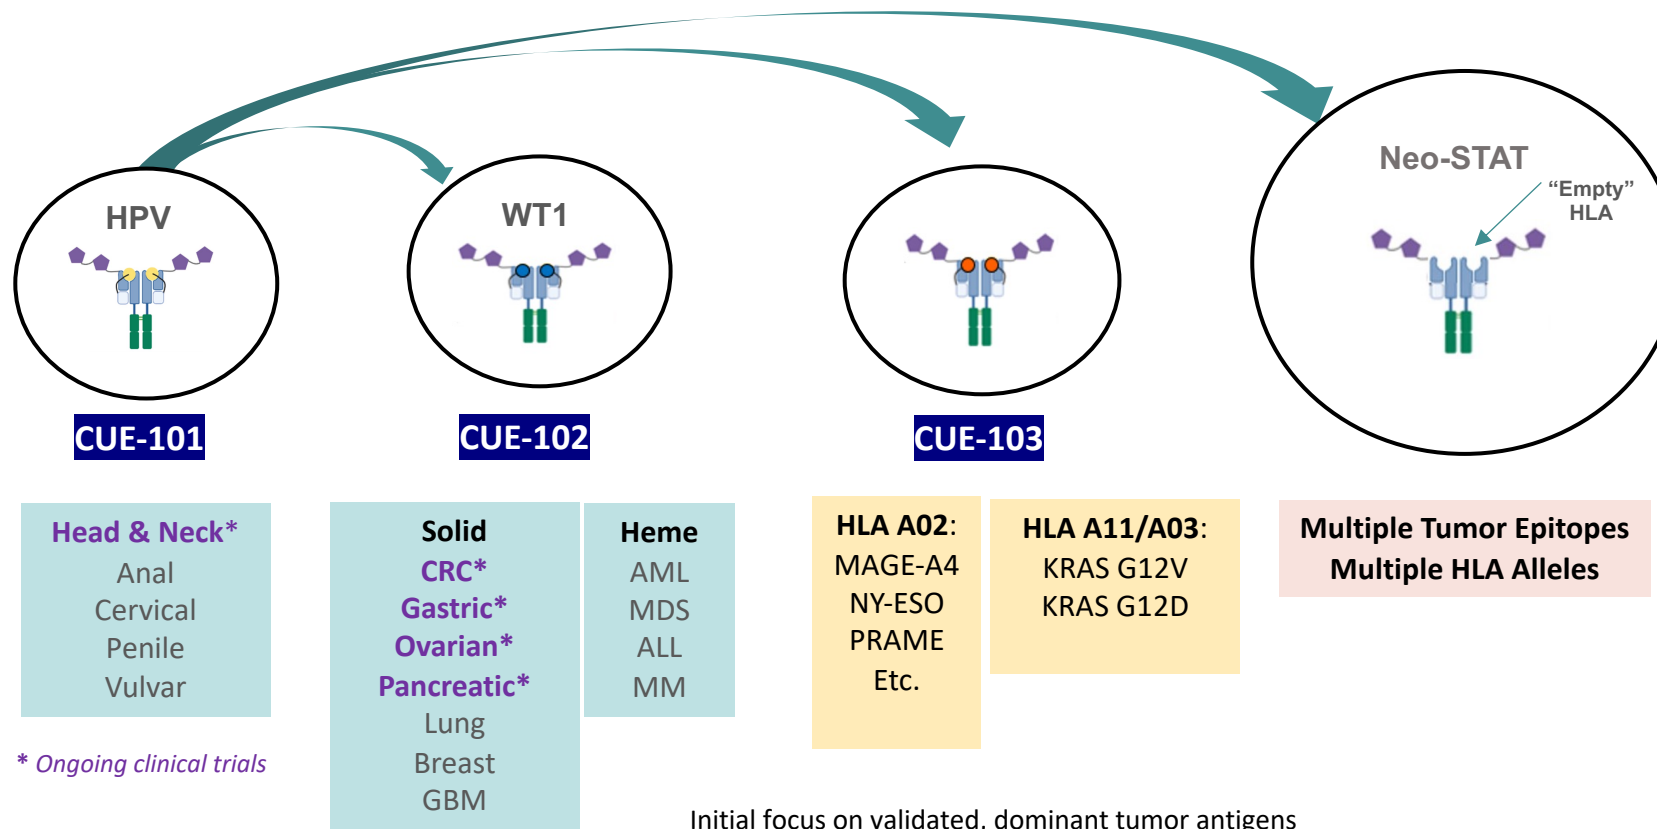 HPV
WT1
Neo-STAT
“Empty”
HLA
CUE-101
CUE-102
CUE-103
Head & Neck*
Anal
Cervical
Penile
Vulvar
* Ongoing clinical trials
Solid
CRC*
Gastric*
Ovarian*
Pancreatic*
Lung
Breast
GBM
Heme
AML
MDS
ALL
MM
HLA A02:
MAGE-A4
NY-ESO
PRAME
Etc.
HLA A11/A03:
KRAS G12V
KRAS G12D
Multiple Tumor Epitopes
Multiple HLA Alleles
Initial focus on validated, dominant tumor antigens